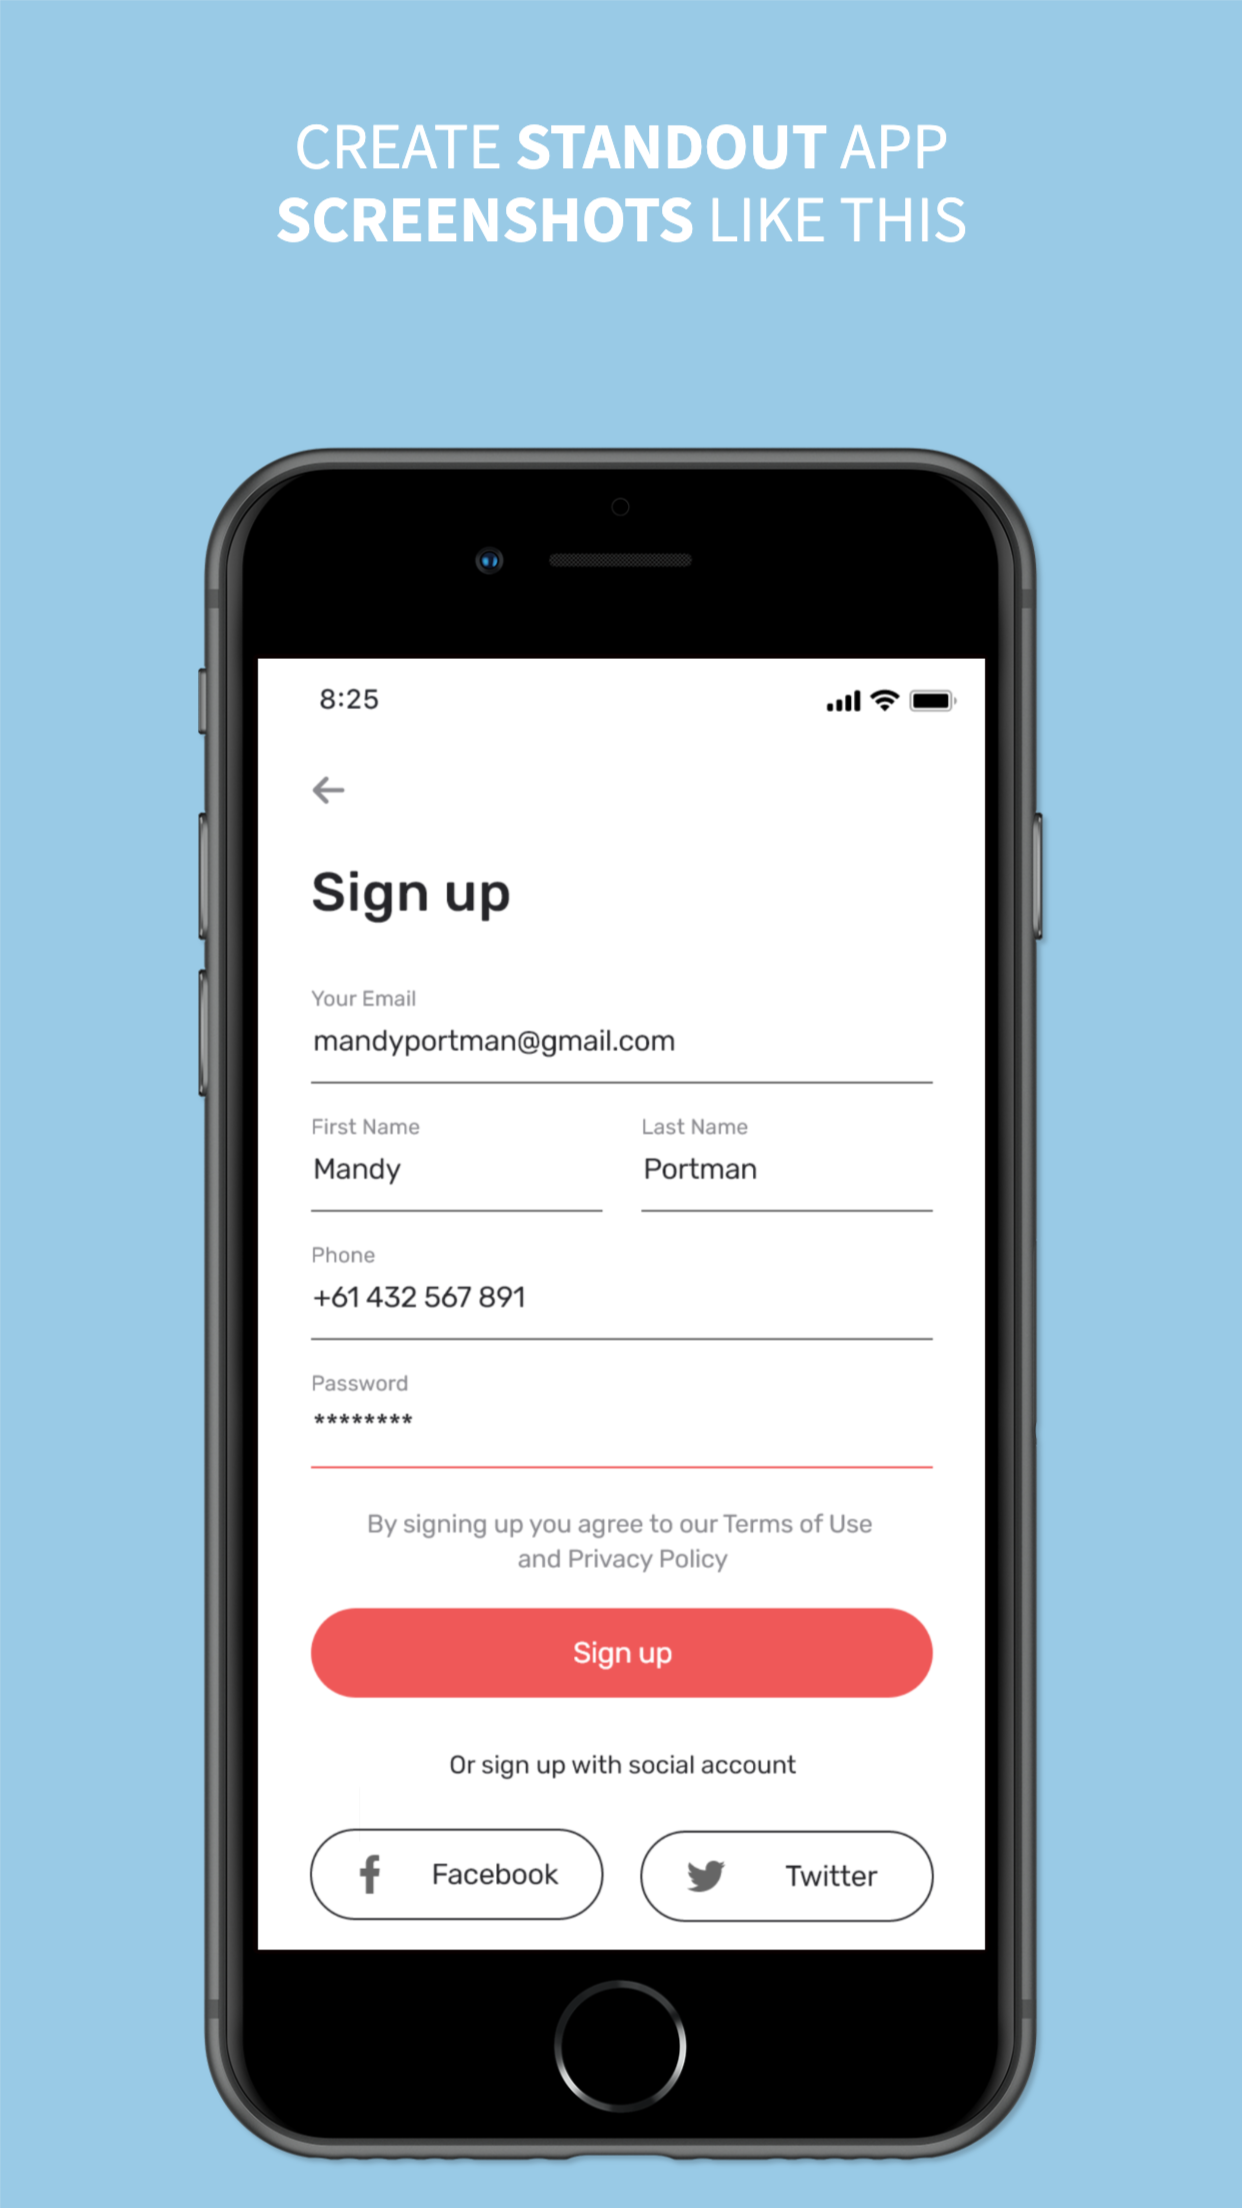 CREATE STANDOUT APP
SCREENSHOTS LIKE THIS
8:25
Sign up
Your Email
mandyportman@gmail.com
First Name Last Name
Mandy Portman
Phone
+61 432 567 891
Password
********
By signing up you agree to our Terms of Use
and Privacy Policy
Sign up
Or sign up with social account
Facebook Twitter